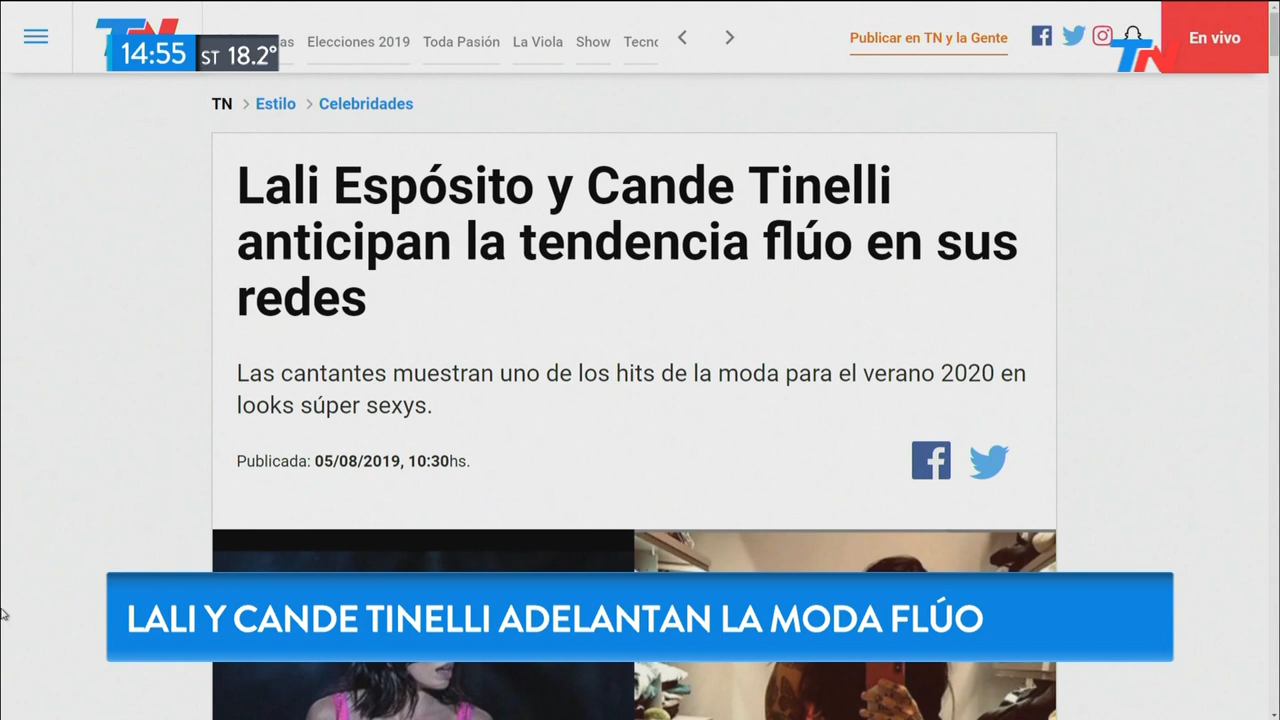 TN
14:55 ST 18.2°
as Elecciones 2019 Toda Pasión La Viola Show Tecno
Publicar en TN y la Gente
TN
En vivo
TN > Estilo > Celebridades
Lali Espósito y Cande Tinelli
anticipan la tendencia flúo en sus
redes
Las cantantes muestran uno de los hits de la moda para el verano 2020 en
looks súper sexys.
Publicada: 05/08/2019, 10:30hs.
LALI Y CANDE TINELLI ADELANTAN LA MODA FLÚO